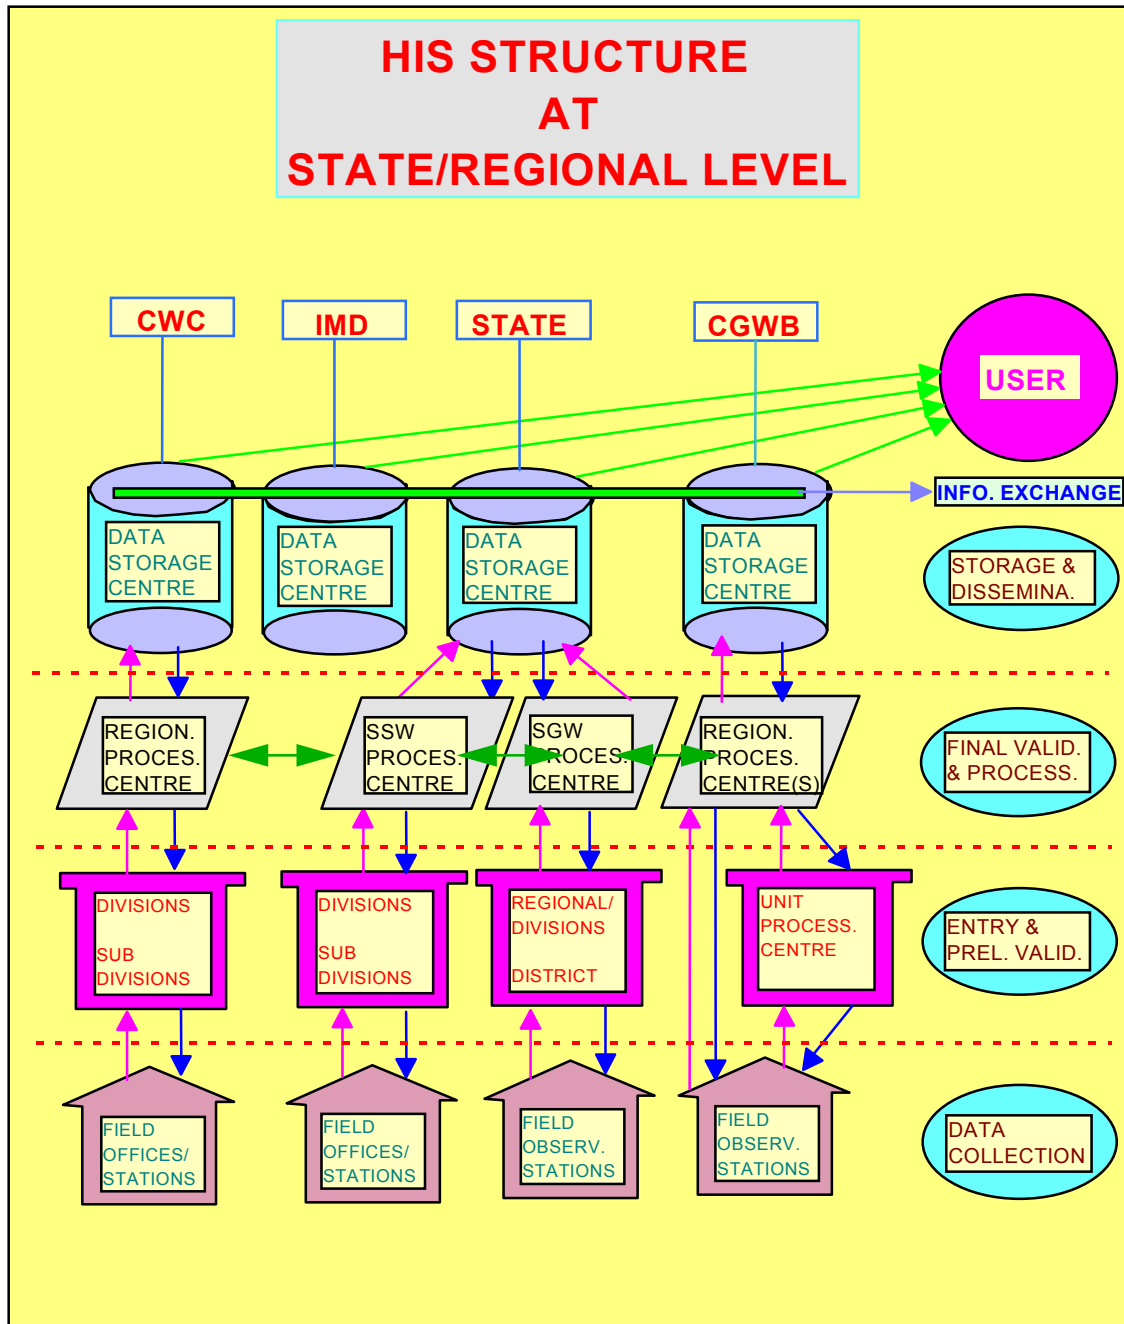 HIS STRUCTURE
AT
STATE/REGIONAL LEVEL
CWC
IMD
STATE
CGWB
USER
INFO. EXCHANGE
DATA
STORAGE
CENTRE
DATA
STORAGE
CENTRE
DATA
STORAGE
CENTRE
DATA
STORAGE
CENTRE
STORAGE &
DISSEMINA.
REGION.
PROCES.
CENTRE
SSW
PROCES.
CENTRE
SGW
PROCES.
CENTRE
REGION.
PROCES.
CENTRE(S)
FINAL VALID.
& PROCESS.
DIVISIONS
SUB
DIVISIONS
DIVISIONS
SUB
DIVISIONS
REGIONAL/
DIVISIONS
DISTRICT
UNIT
PROCESS.
CENTRE
ENTRY &
PREL. VALID.
FIELD
OFFICES/
STATIONS
FIELD
OFFICES/
STATIONS
FIELD
OBSERV.
STATIONS
FIELD
OBSERV.
STATIONS
DATA
COLLECTION